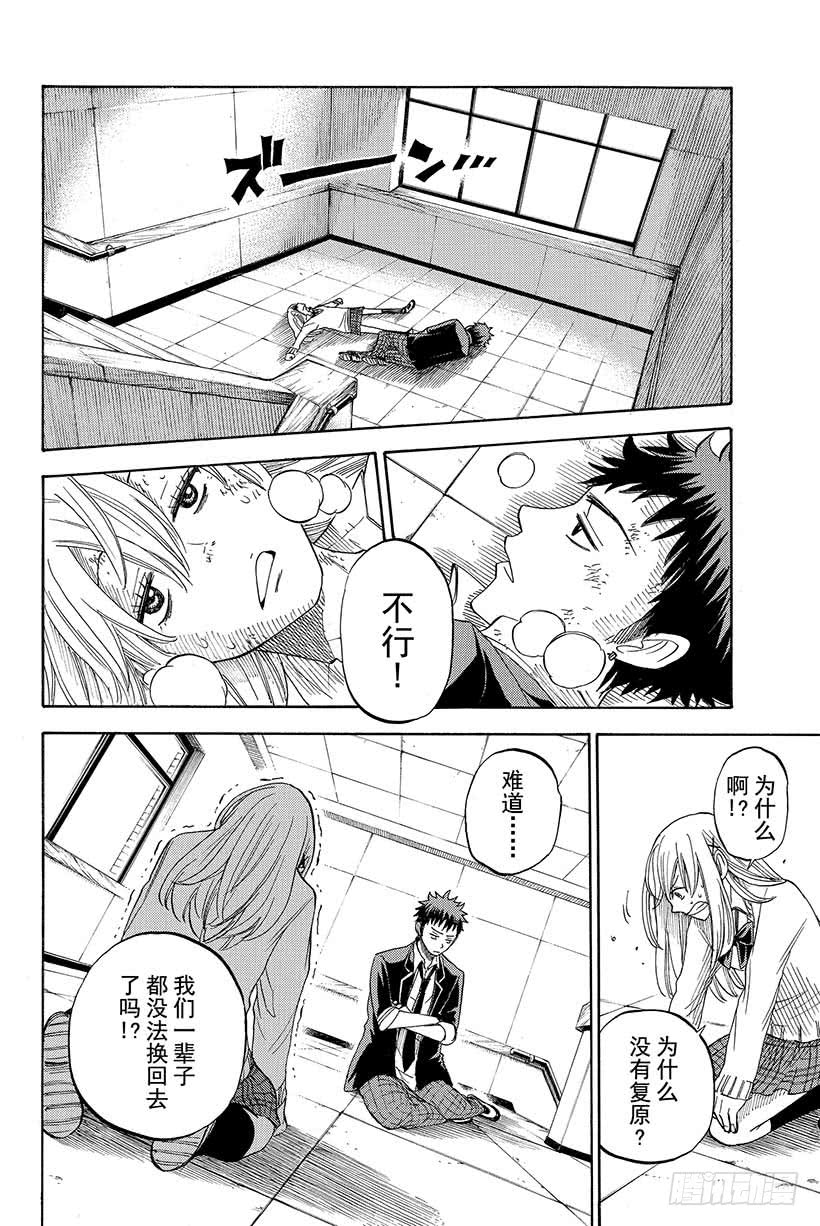 ズーーン
不行！
为什么
啊!?
为什么
没有复原?
难道
……
我们一辈子
都没法换回去
了吗!?
腾讯动漫